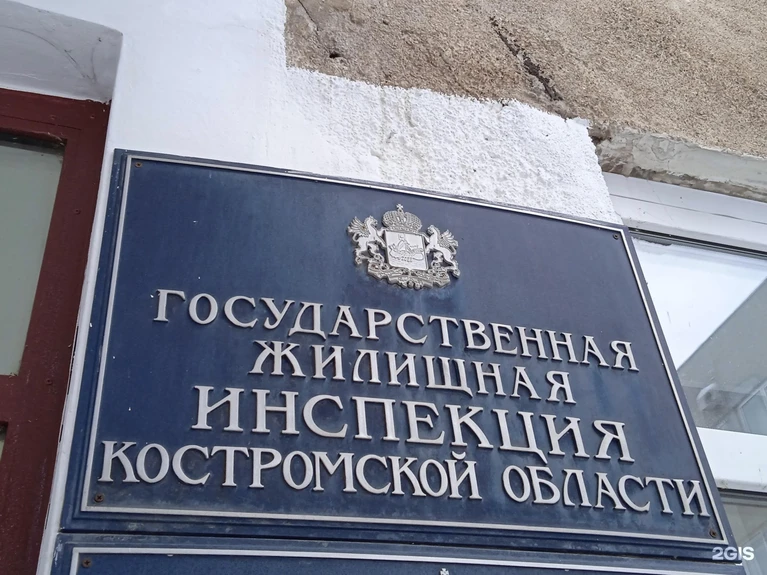 ГОСУДАРСТВЕННАЯ
ЖИЛИЩНАЯ
ИНСПЕКЦИЯ
КОСТРОМСКОЙ ОБЛАСТИ
2GIS